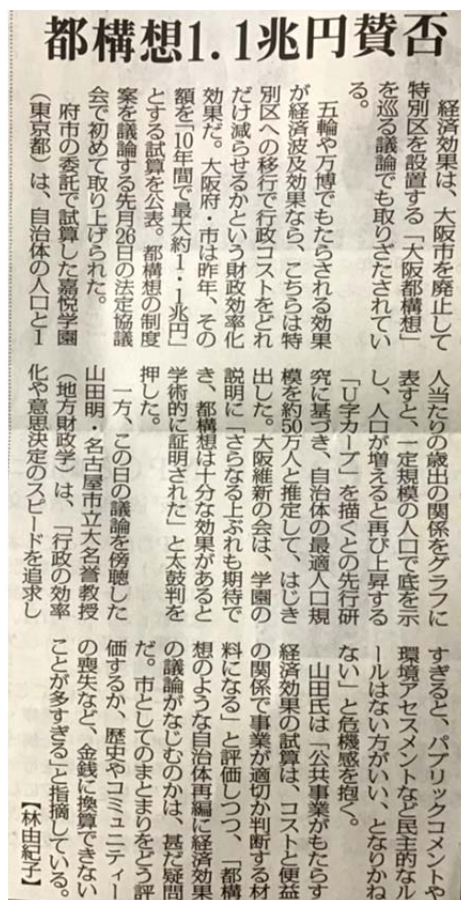 都構想1.1兆円賛否
　経済効果は、大阪市を廃止して
特別区を設置する「大阪都構想」
を巡る議論でも取りざたされてい
る。
　五輪や万博でもたらされる効果
が経済波及効果なら、こちらは特
別区への移行で行政コストをどれ
だけ減らせるかという財政効率化
効果だ。大阪府・市は昨年、その
額を「10年間で最大約1・1兆円」
とする試算を公表。都構想の制度
案を議論する先月26日の法定協議
会で初めて取り上げられた。
　府市の委託で試算した嘉悦学園
（東京都）は、自治体の人口と1
人当たりの歳出の関係をグラフに
表すと、一定規模の人口で底を示
し、人口が増えると再び上昇する
「U字カーブ」を描くとの先行研
究に基づき、自治体の最適人口規
模を約50万人と推定して、はじき
出した。大阪維新の会は、学園の
説明に「さらなる上ぶれも期待で
き、都構想は十分な効果があると
学術的に証明された」と太鼓判を
押した。
　一方、この日の議論を傍聴した
山田明・名古屋市立大名誉教授
（地方財政学）は、「行政の効率
化や意思決定のスピードを追求し
すぎると、パブリックコメントや
環境アセスメントなど民主的なル
ールはない方がいい、となりかね
ない」と危機感を抱く。
　山田氏は「公共事業がもたらす
経済効果の試算は、コストと便益
の関係で事業が適切か判断する材
料になる」と評価しつつ、「都構
想のような自治体再編に経済効果
の議論がなじむのかは、甚だ疑問
だ。市としてのまとまりをどう評
価するか、歴史やコミュニティー
の喪失など、金銭に換算できない
ことが多すぎる」と指摘している。
【林由紀子】